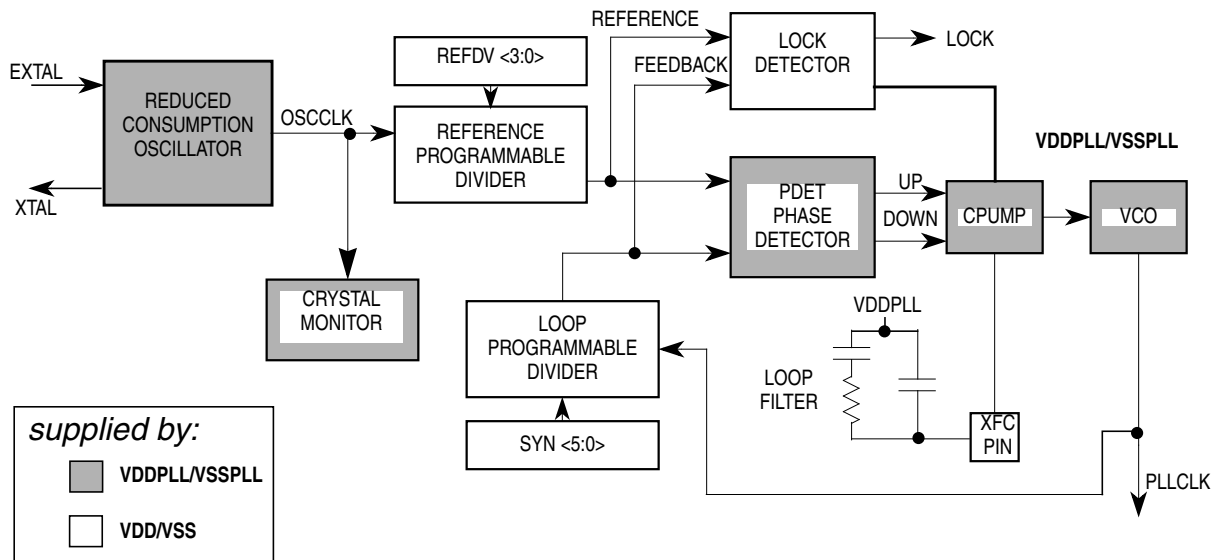 REFERENCE
LOCK
DETECTOR
LOCK
REFDV <3:0>
FEEDBACK
EXTAL
REDUCED
CONSUMPTION
OSCILLATOR
OSCCLK
REFERENCE
PROGRAMMABLE
DIVIDER
VDDPLL/VSSPLL
XTAL
PDET
PHASE
DETECTOR
UP
DOWN
CPUMP
VCO
CRYSTAL
MONITOR
LOOP
PROGRAMMABLE
DIVIDER
VDDPLL
LOOP
FILTER
XFC
PIN
SYN <5:0>
PLLCLK
supplied by:
VDDPLL/VSSPLL
VDD/VSS